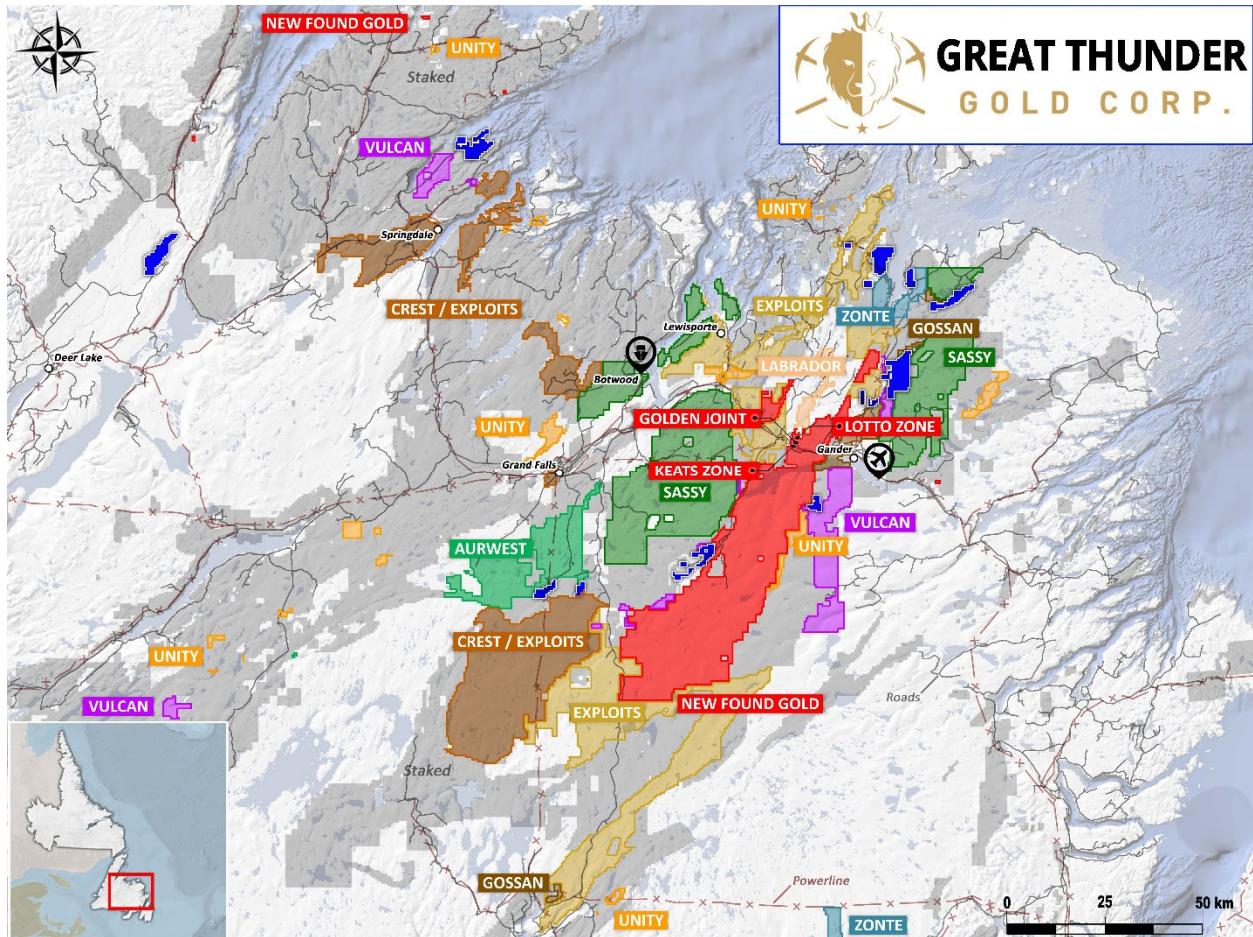 NEW FOUND GOLD
UNITY
Staked
GREAT THUNDER
GOLD CORP.
VULCAN
UNITY
Springdale
EXPLOITS
CREST / EXPLOITS
ZONTE
Lewisporte
GOSSAN
Deer Lake
SASSY
LABRADOR
Botwood
GOLDEN JOINT
LOTTO ZONE
UNITY
Gander
Grand Falls
KEATS ZONE
SASSY
VULCAN
UNITY
AURWEST
CREST / EXPLOITS
UNITY
Roads
VULCAN
NEW FOUND GOLD
EXPLOITS
Staked
GOSSAN
Powerline
UNITY
ZONTE
0
25
50 km